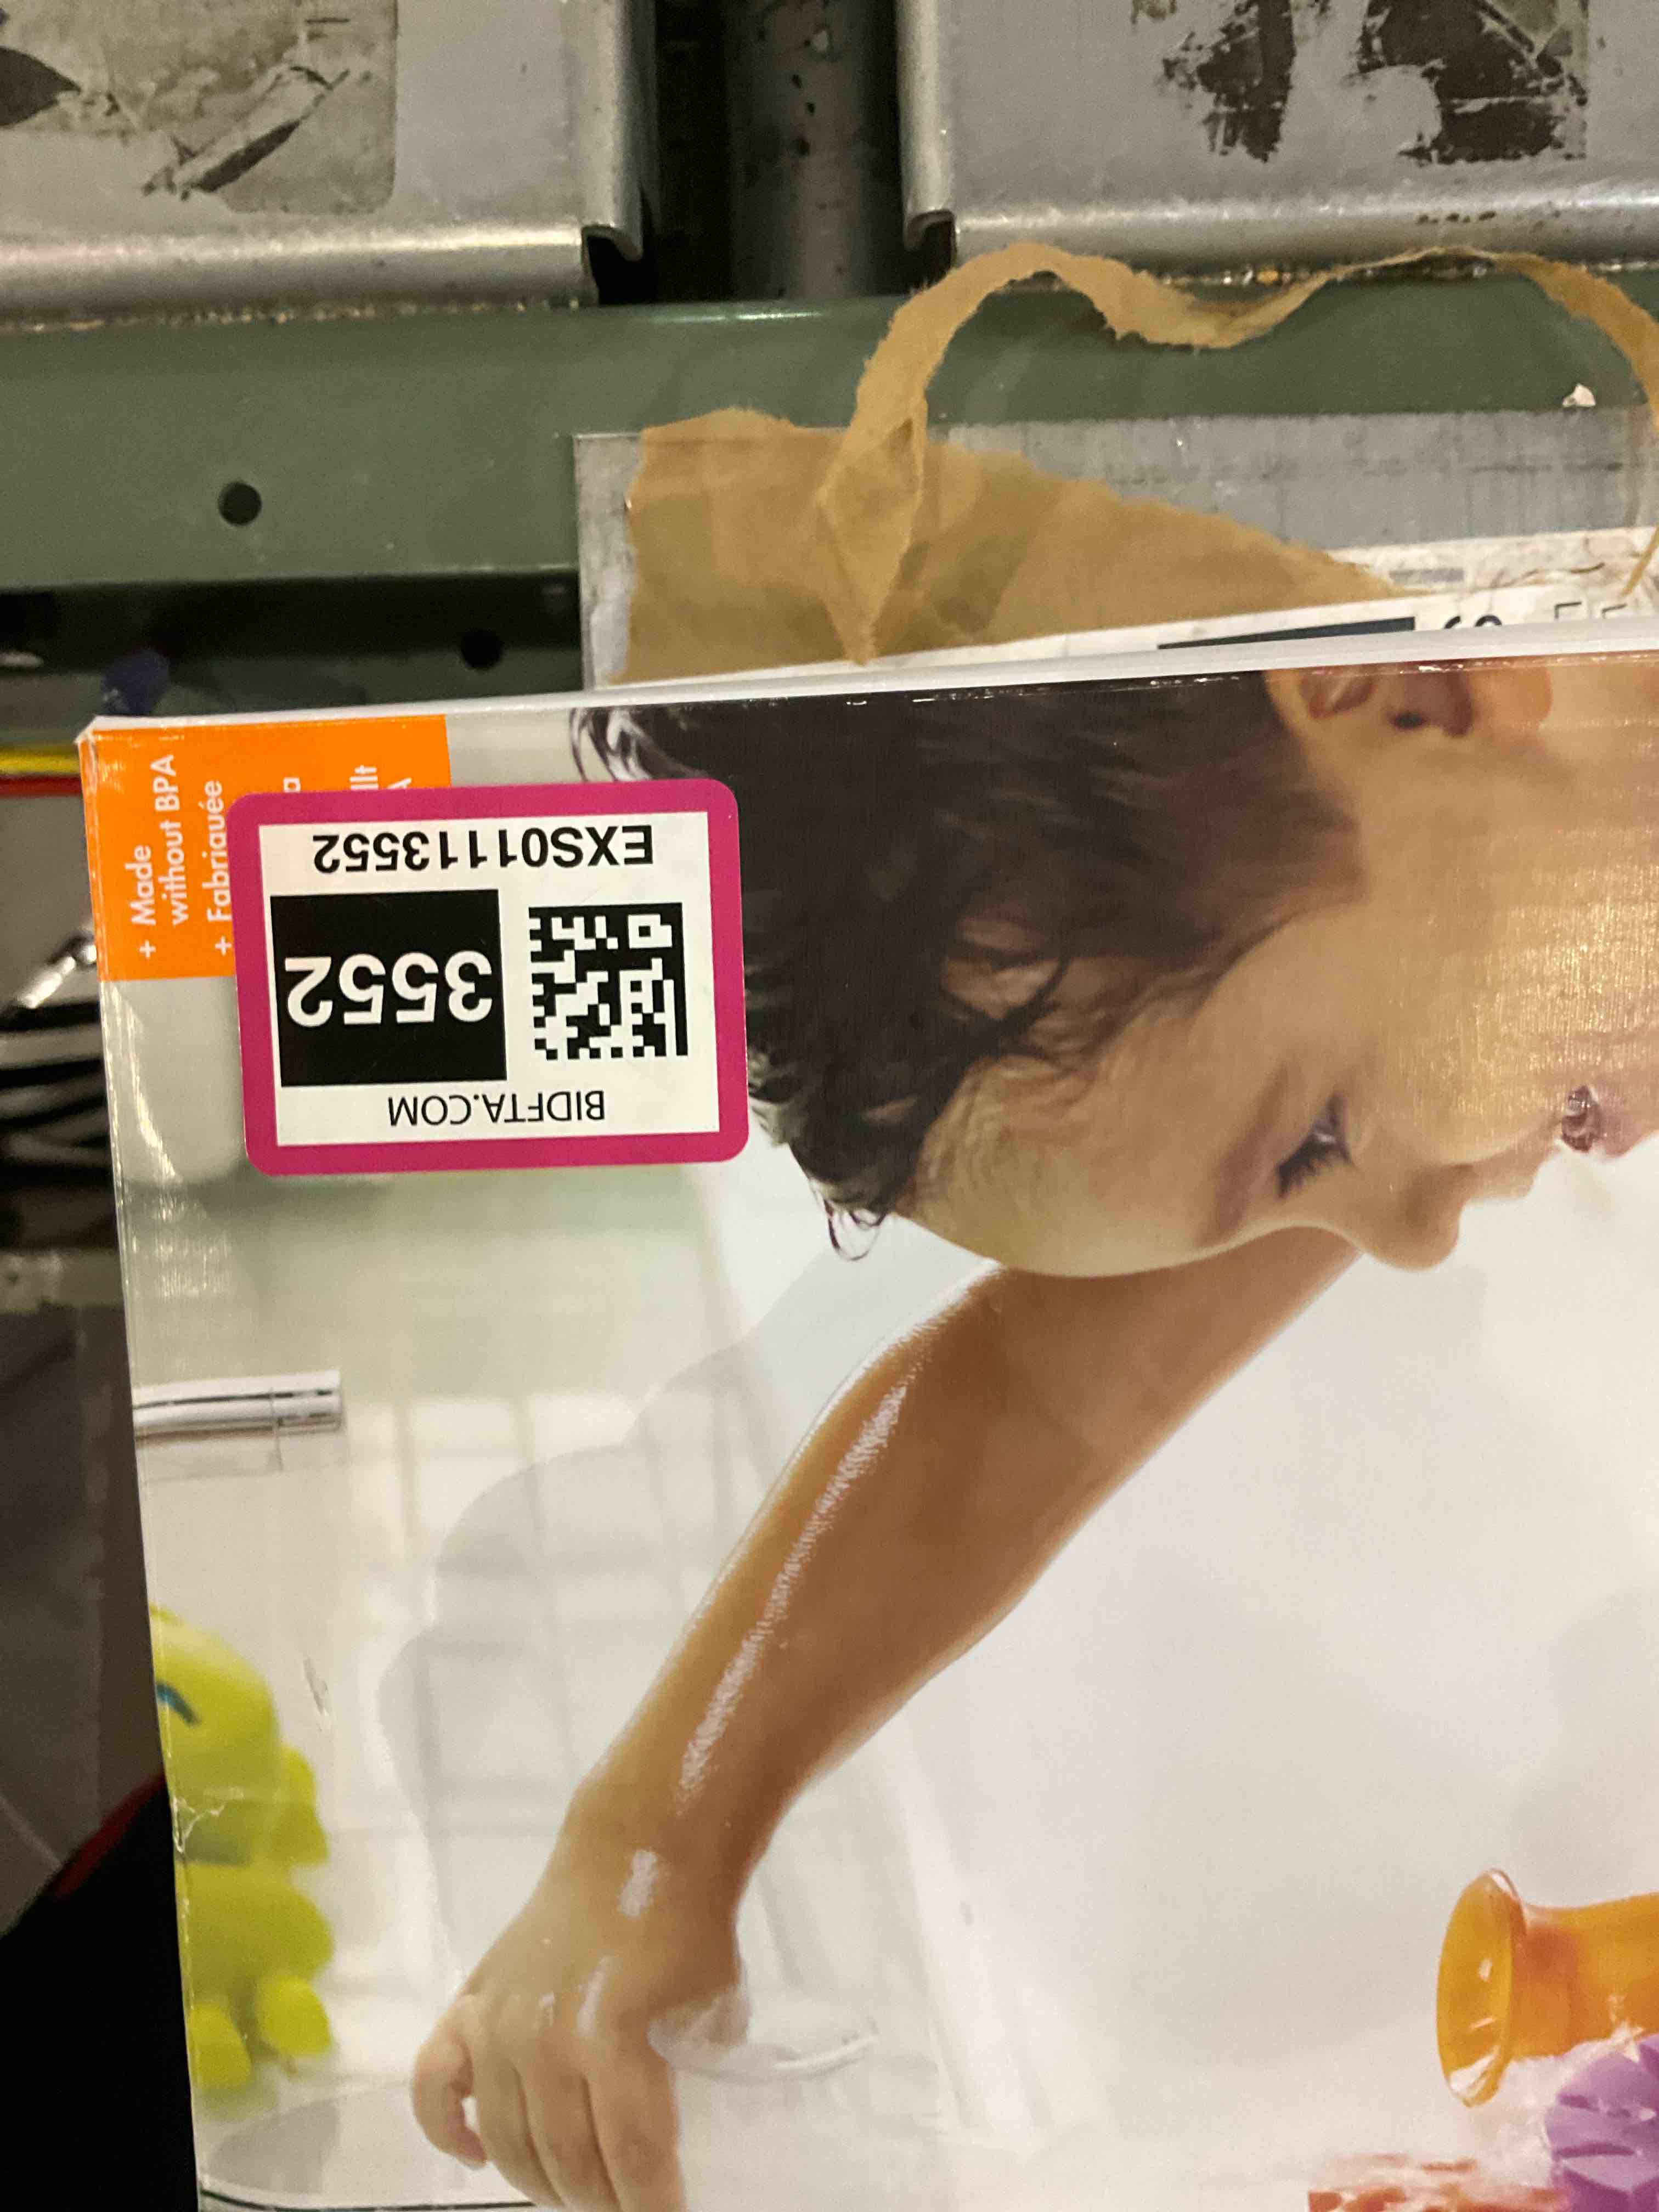 + Made
without BPA
+ Fabriquée
BIDFTA.COM
3552
EXS01113552